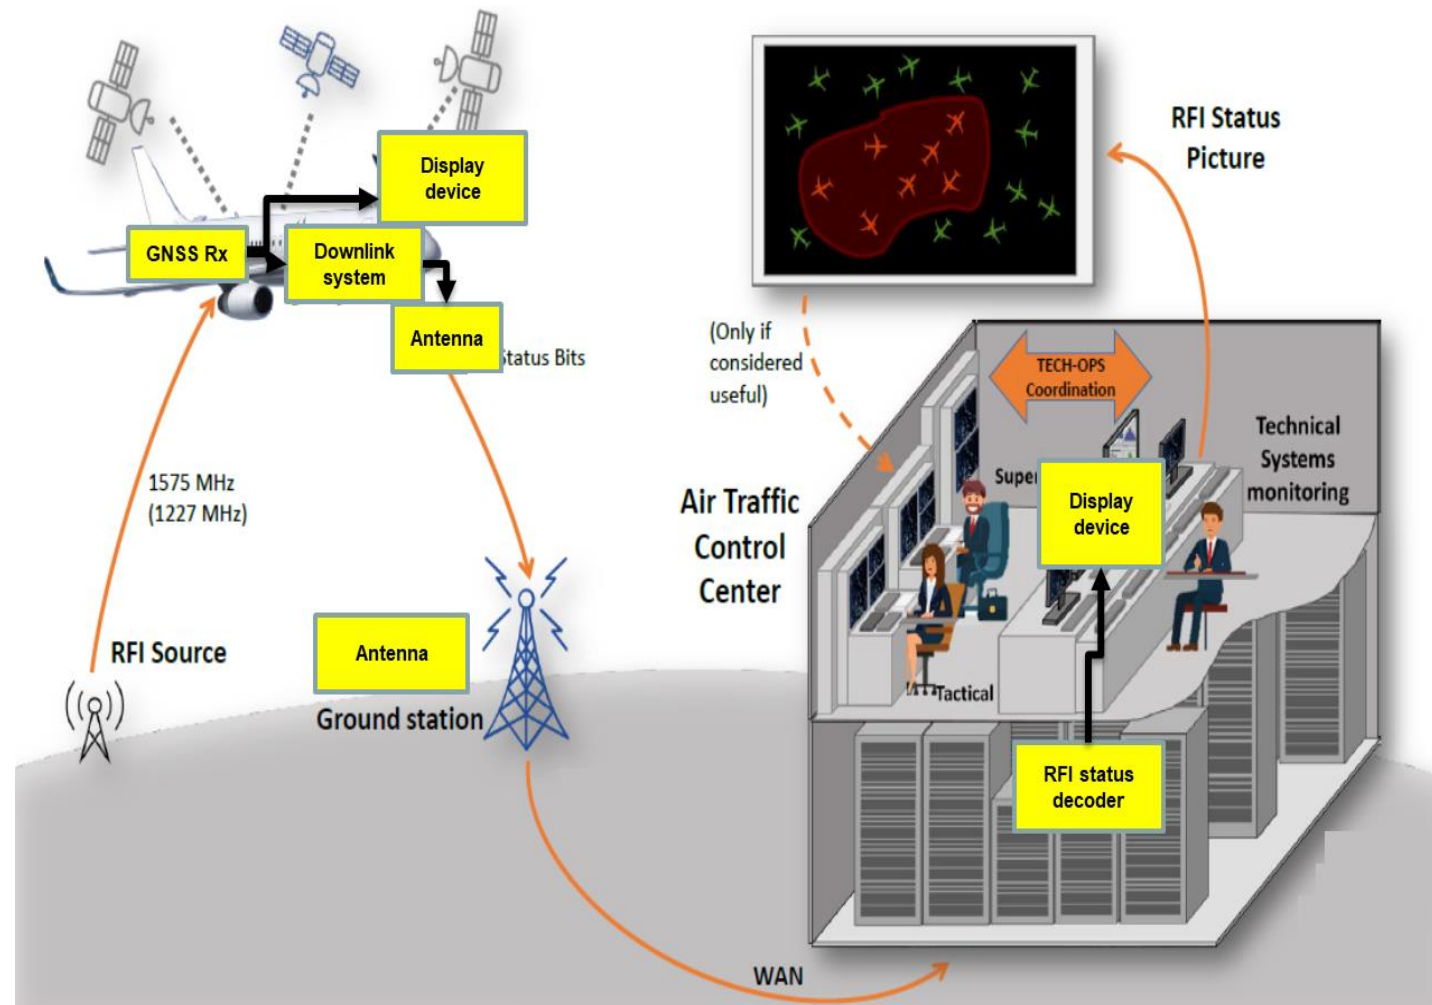 Display
device
GNSS Rx
Downlink
system
Antenna
Status Bits
1575 MHz
(1227 MHz)
RFI Source
Antenna
Ground station
WAN
RFI Status
Picture
(Only if
considered
useful)
TECH-OPS
Coordination
Technical
Systems
monitoring
Super
Display
device
Air Traffic
Control
Center
Tactical
RFI status
decoder